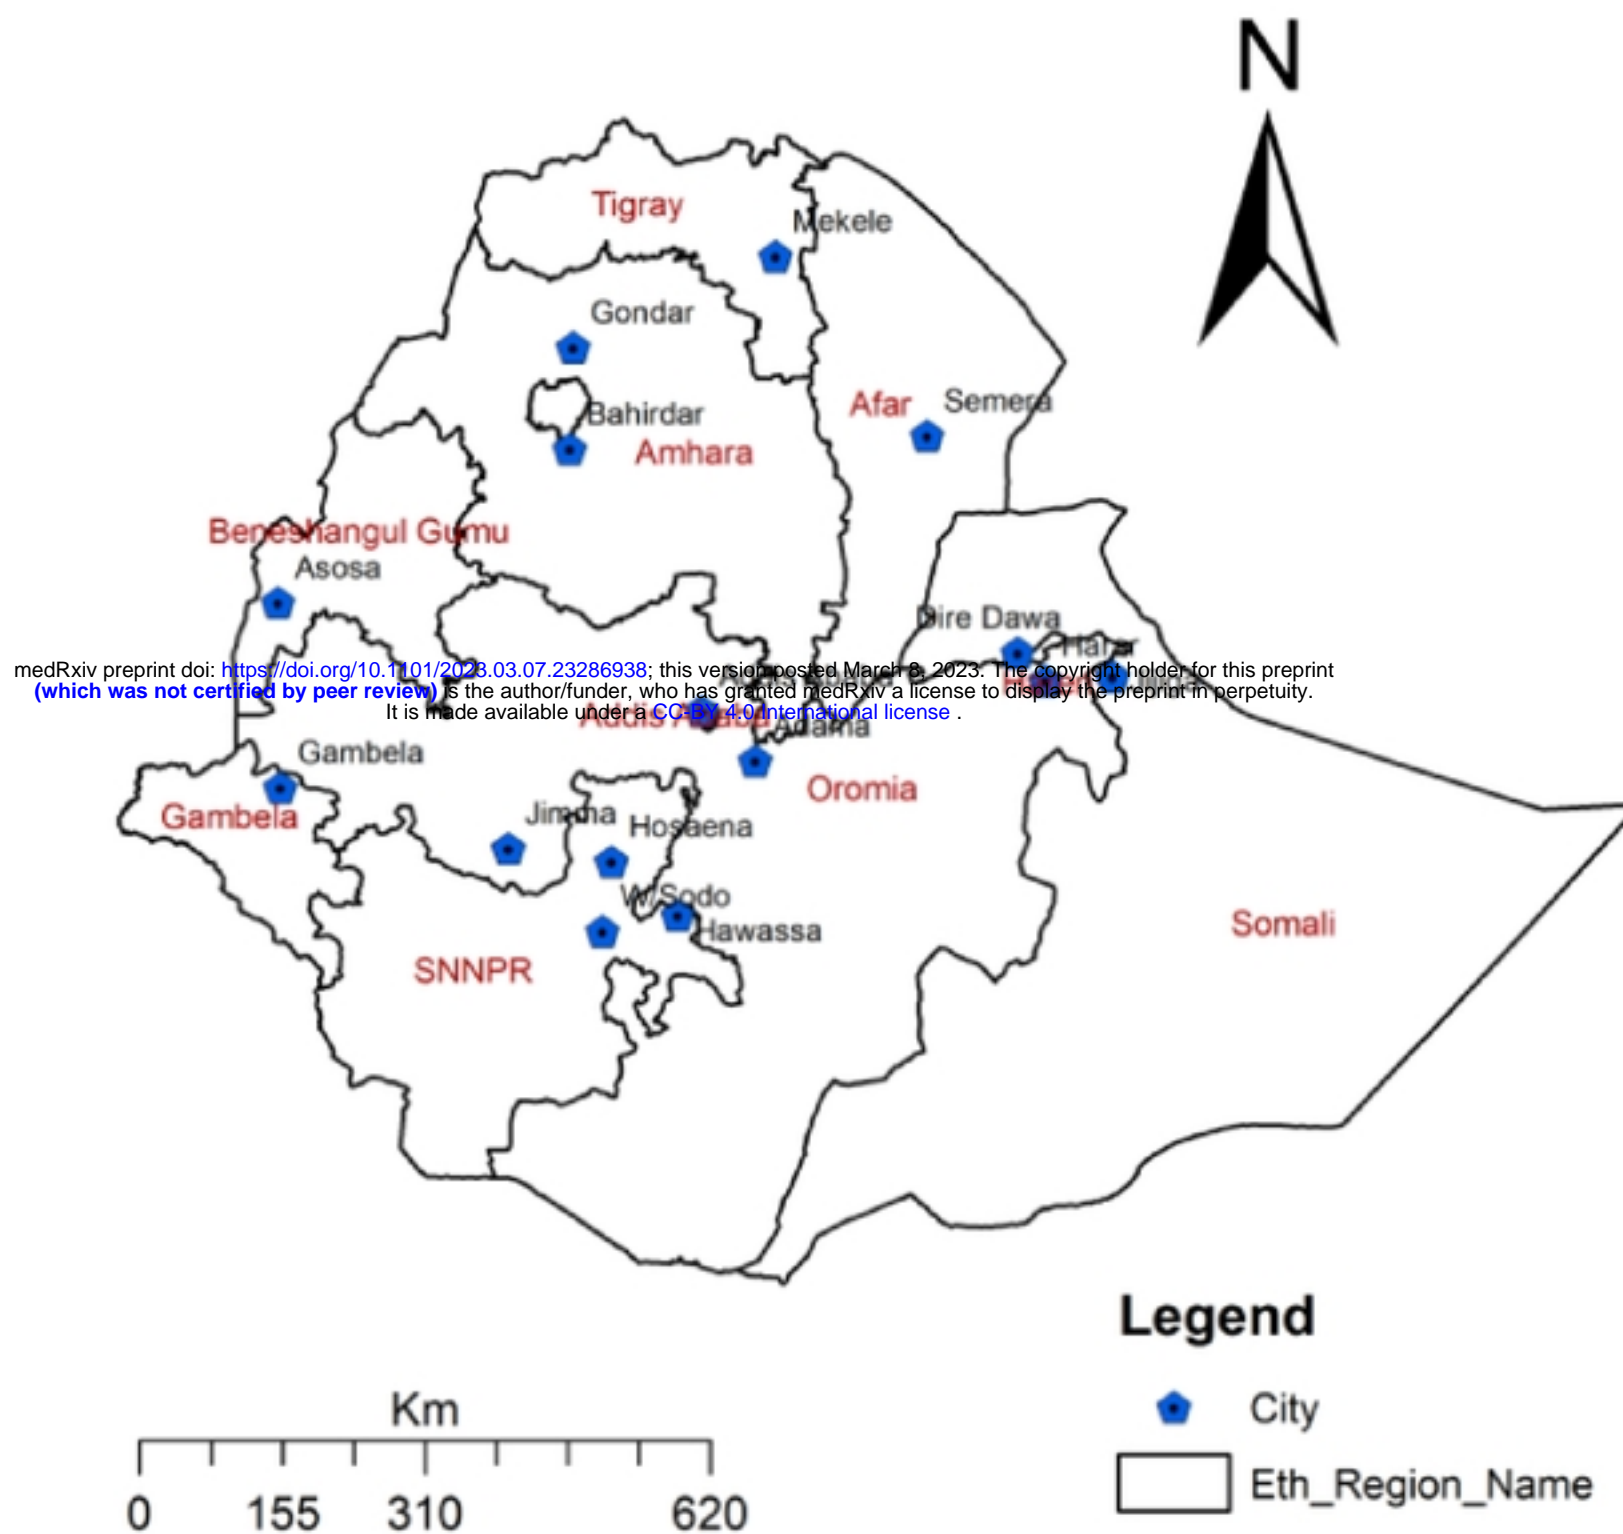 N
Tigray
Mekele
Gondar
Afar Semera
Bahirdar
Amhara
Beneshangul Gumu
Asosa
Dire Dawa
Harar
medRxiv preprint doi: https://doi.org/10.1101/2023.03.07.23286938; this version posted March 8, 2023. The copyright holder for this preprint
(which was not certified by peer review) is the author/funder, who has granted medRxiv a license to display the preprint in perpetuity.
It is made available under a CC-BY 4.0 International license .
Addis Ababa
Adama
Gambela
Oromia
Gambela
Jimma
Hosaena
W/Sodo
Hawassa
Somali
SNNPR
Legend
City
Eth_Region_Name
Km
0 155 310 620